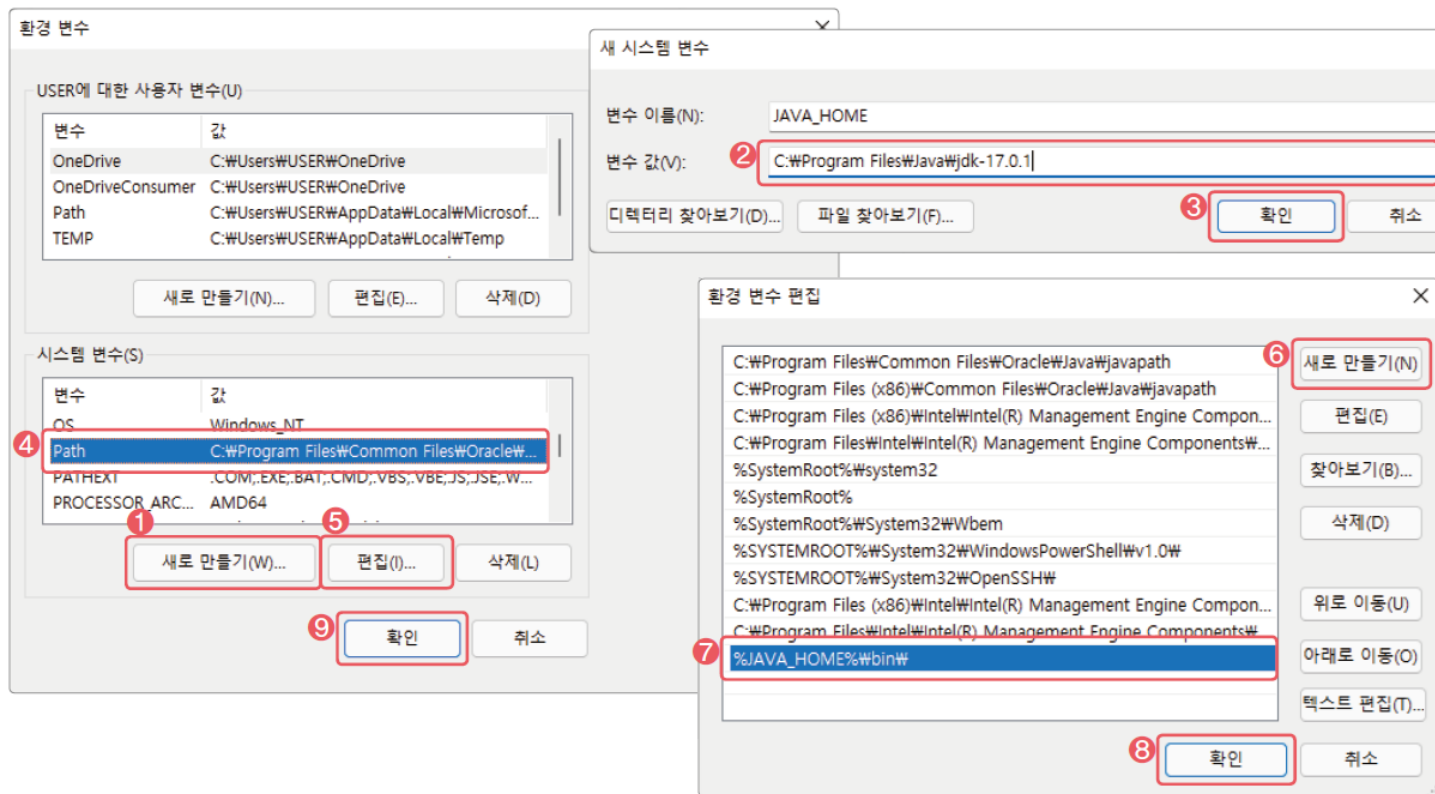 환경 변수
USER에 대한 사용자 변수(U)
변수 값
OneDrive C:₩Users₩USER₩OneDrive
OneDriveConsumer C:₩Users₩USER₩OneDrive
Path C:₩Users₩USER₩AppData₩Local₩Microsof...
TEMP C:₩Users₩USER₩AppData₩Local₩Temp
새로 만들기(N)... 편집(E)... 삭제(D)
시스템 변수(S)
변수 값
OS Windows_NT
4 Path C:₩Program Files₩Common Files₩Oracle₩...
PATHEXT .COM;.EXE;.BAT;.CMD;.VBS;.VBE;.JS;.JSE;.W...
PROCESSOR_ARC... AMD64
1 새로 만들기(W)... 5 편집(I)... 삭제(L)
9 확인 취소
새 시스템 변수
변수 이름(N): JAVA_HOME
변수 값(V): 2 C:₩Program Files₩Java₩jdk-17.0.1
디렉터리 찾아보기(D)... 파일 찾아보기(F)... 3 확인 취소
환경 변수 편집
C:₩Program Files₩Common Files₩Oracle₩Java₩javapath
C:₩Program Files (x86)₩Common Files₩Oracle₩Java₩javapath
C:₩Program Files (x86)₩Intel₩Intel(R) Management Engine Compon...
C:₩Program Files₩Intel₩Intel(R) Management Engine Components₩...
%SystemRoot%₩system32
%SystemRoot%
%SystemRoot%₩System32₩Wbem
%SYSTEMROOT%₩System32₩WindowsPowerShell₩v1.0₩
%SYSTEMROOT%₩System32₩OpenSSH₩
C:₩Program Files (x86)₩Intel₩Intel(R) Management Engine Compon...
C:₩Program Files₩Intel₩Intel(R) Management Engine Components₩
7 %JAVA_HOME%₩bin₩
6 새로 만들기(N)
편집(E)
찾아보기(B)...
삭제(D)
위로 이동(U)
아래로 이동(O)
텍스트 편집(T)...
8 확인 취소